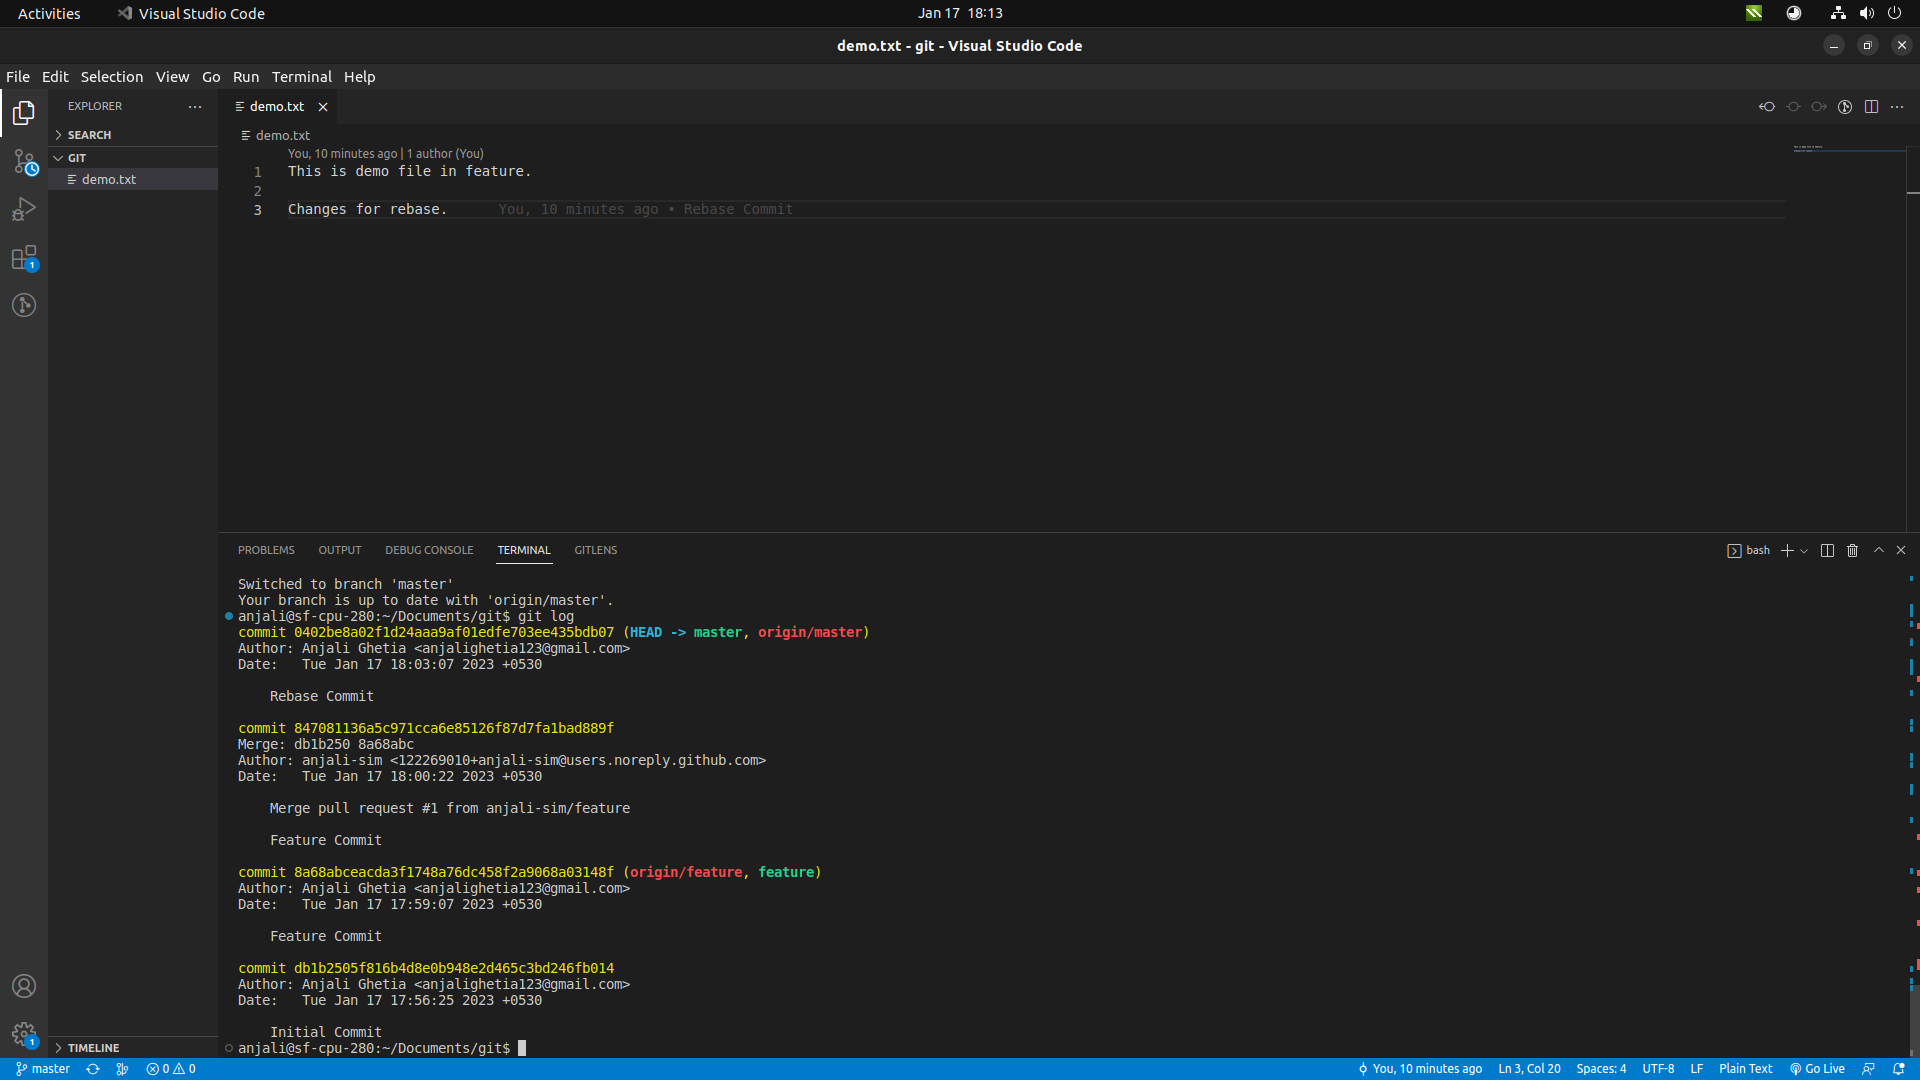 Activities
Visual Studio Code
Jan 17 18:13
demo.txt - git - Visual Studio Code
File Edit Selection View Go Run Terminal Help
EXPLORER
SEARCH
GIT
demo.txt
1
1
TIMELINE
demo.txt
demo.txt
You, 10 minutes ago | 1 author (You)
1 This is demo file in feature.
2
3 Changes for rebase. You, 10 minutes ago • Rebase Commit
PROBLEMS OUTPUT DEBUG CONSOLE TERMINAL GITLENS
bash
Switched to branch 'master'
Your branch is up to date with 'origin/master'.
anjali@sf-cpu-280:~/Documents/git$ git log
commit 0402be8a02f1d24aaa9af01edfe703ee435bdb07 (HEAD -> master, origin/master)
Author: Anjali Ghetia <anjalighetia123@gmail.com>
Date: Tue Jan 17 18:03:07 2023 +0530
Rebase Commit
commit 847081136a5c971cca6e85126f87d7fa1bad889f
Merge: db1b250 8a68abc
Author: anjali-sim <122269010+anjali-sim@users.noreply.github.com>
Date: Tue Jan 17 18:00:22 2023 +0530
Merge pull request #1 from anjali-sim/feature
Feature Commit
commit 8a68abceacda3f1748a76dc458f2a9068a03148f (origin/feature, feature)
Author: Anjali Ghetia <anjalighetia123@gmail.com>
Date: Tue Jan 17 17:59:07 2023 +0530
Feature Commit
commit db1b2505f816b4d8e0b948e2d465c3bd246fb014
Author: Anjali Ghetia <anjalighetia123@gmail.com>
Date: Tue Jan 17 17:56:25 2023 +0530
Initial Commit
anjali@sf-cpu-280:~/Documents/git$
master 0 0 You, 10 minutes ago Ln 3, Col 20 Spaces: 4 UTF-8 LF Plain Text Go Live